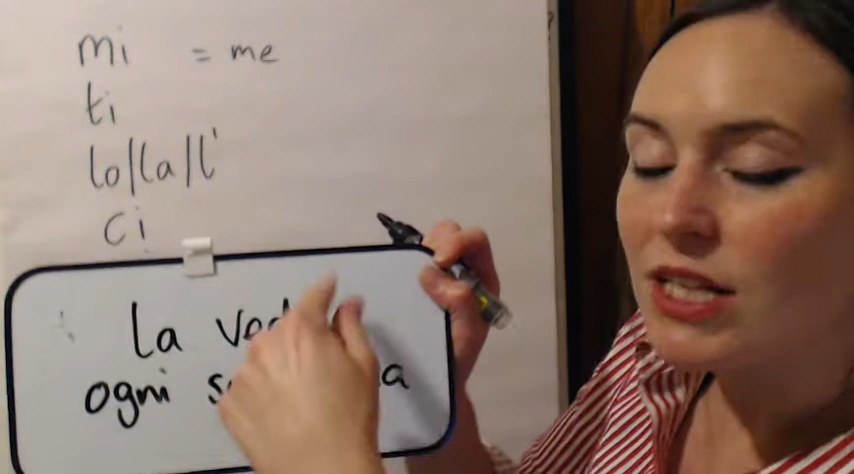 mi = me
ti
lo/la/l'
ci
la
ogni